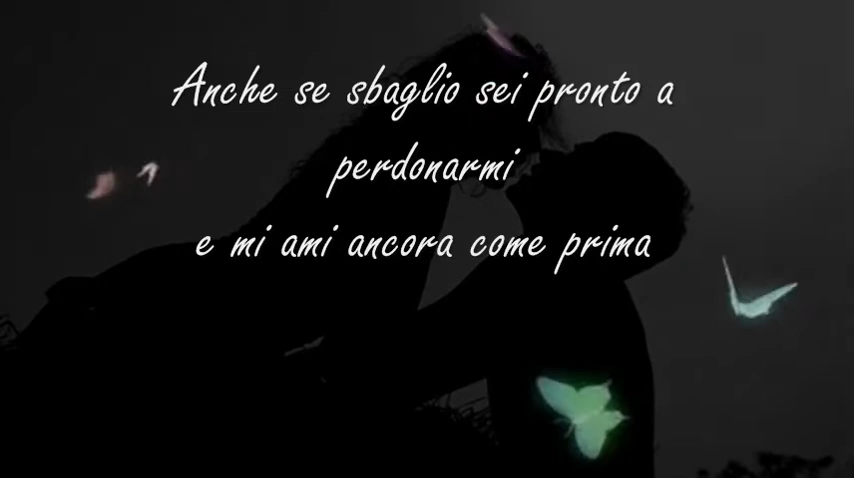 Anche se sbaglio sei pronto a
perdonarmi
e mi ami ancora come prima